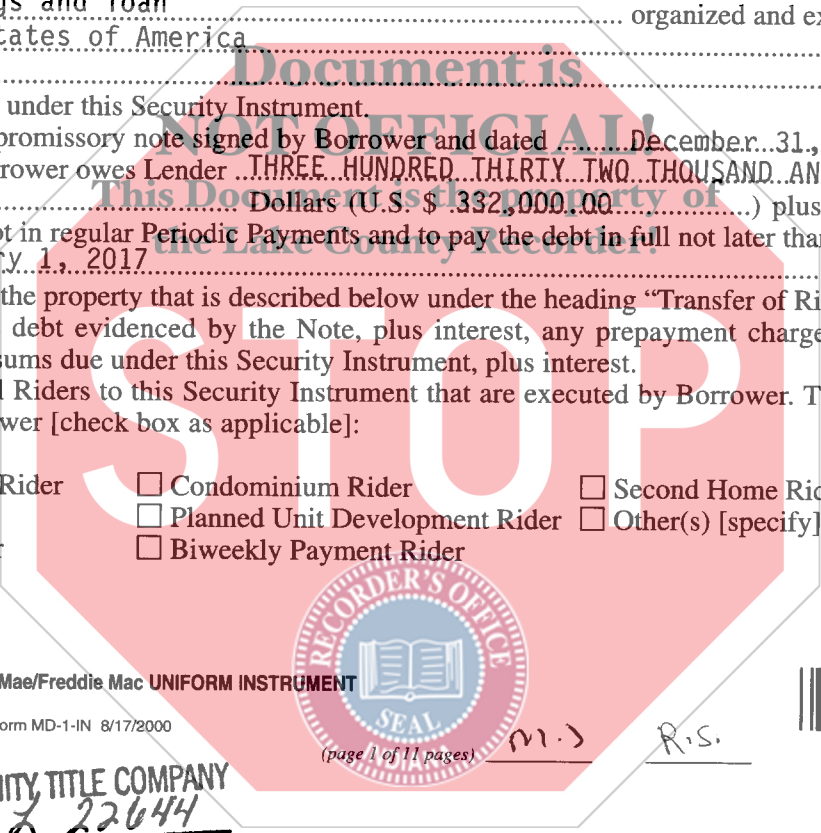 gs and loan
organized and ex
tates of America
Document is
under this Security Instrument.
NOT OFFICIAL!
promissory note signed by Borrower and dated December 31,
rower owes Lender THREE HUNDRED THIRTY TWO THOUSAND AN
This Document is the property of
Dollars (U.S. $ 332,000.00 ) plus
ot in regular Periodic Payments and to pay the debt in full not later than
the Lake County Recorder!
y 1, 2017
the property that is described below under the heading “Transfer of Ri
debt evidenced by the Note, plus interest, any prepayment charge
sums due under this Security Instrument, plus interest.
Riders to this Security Instrument that are executed by Borrower. T
wer [check box as applicable]:
STOP
Rider □ Condominium Rider □ Second Home Rid
□ Planned Unit Development Rider □ Other(s) [specify]
r □ Biweekly Payment Rider
RECORDER'S OFFICE
SEAL
INDIANA
Mae/Freddie Mac UNIFORM INSTRUMENT
orm MD-1-IN 8/17/2000
(page 1 of 11 pages) M.J R.S.
ITY TITLE COMPANY
22644